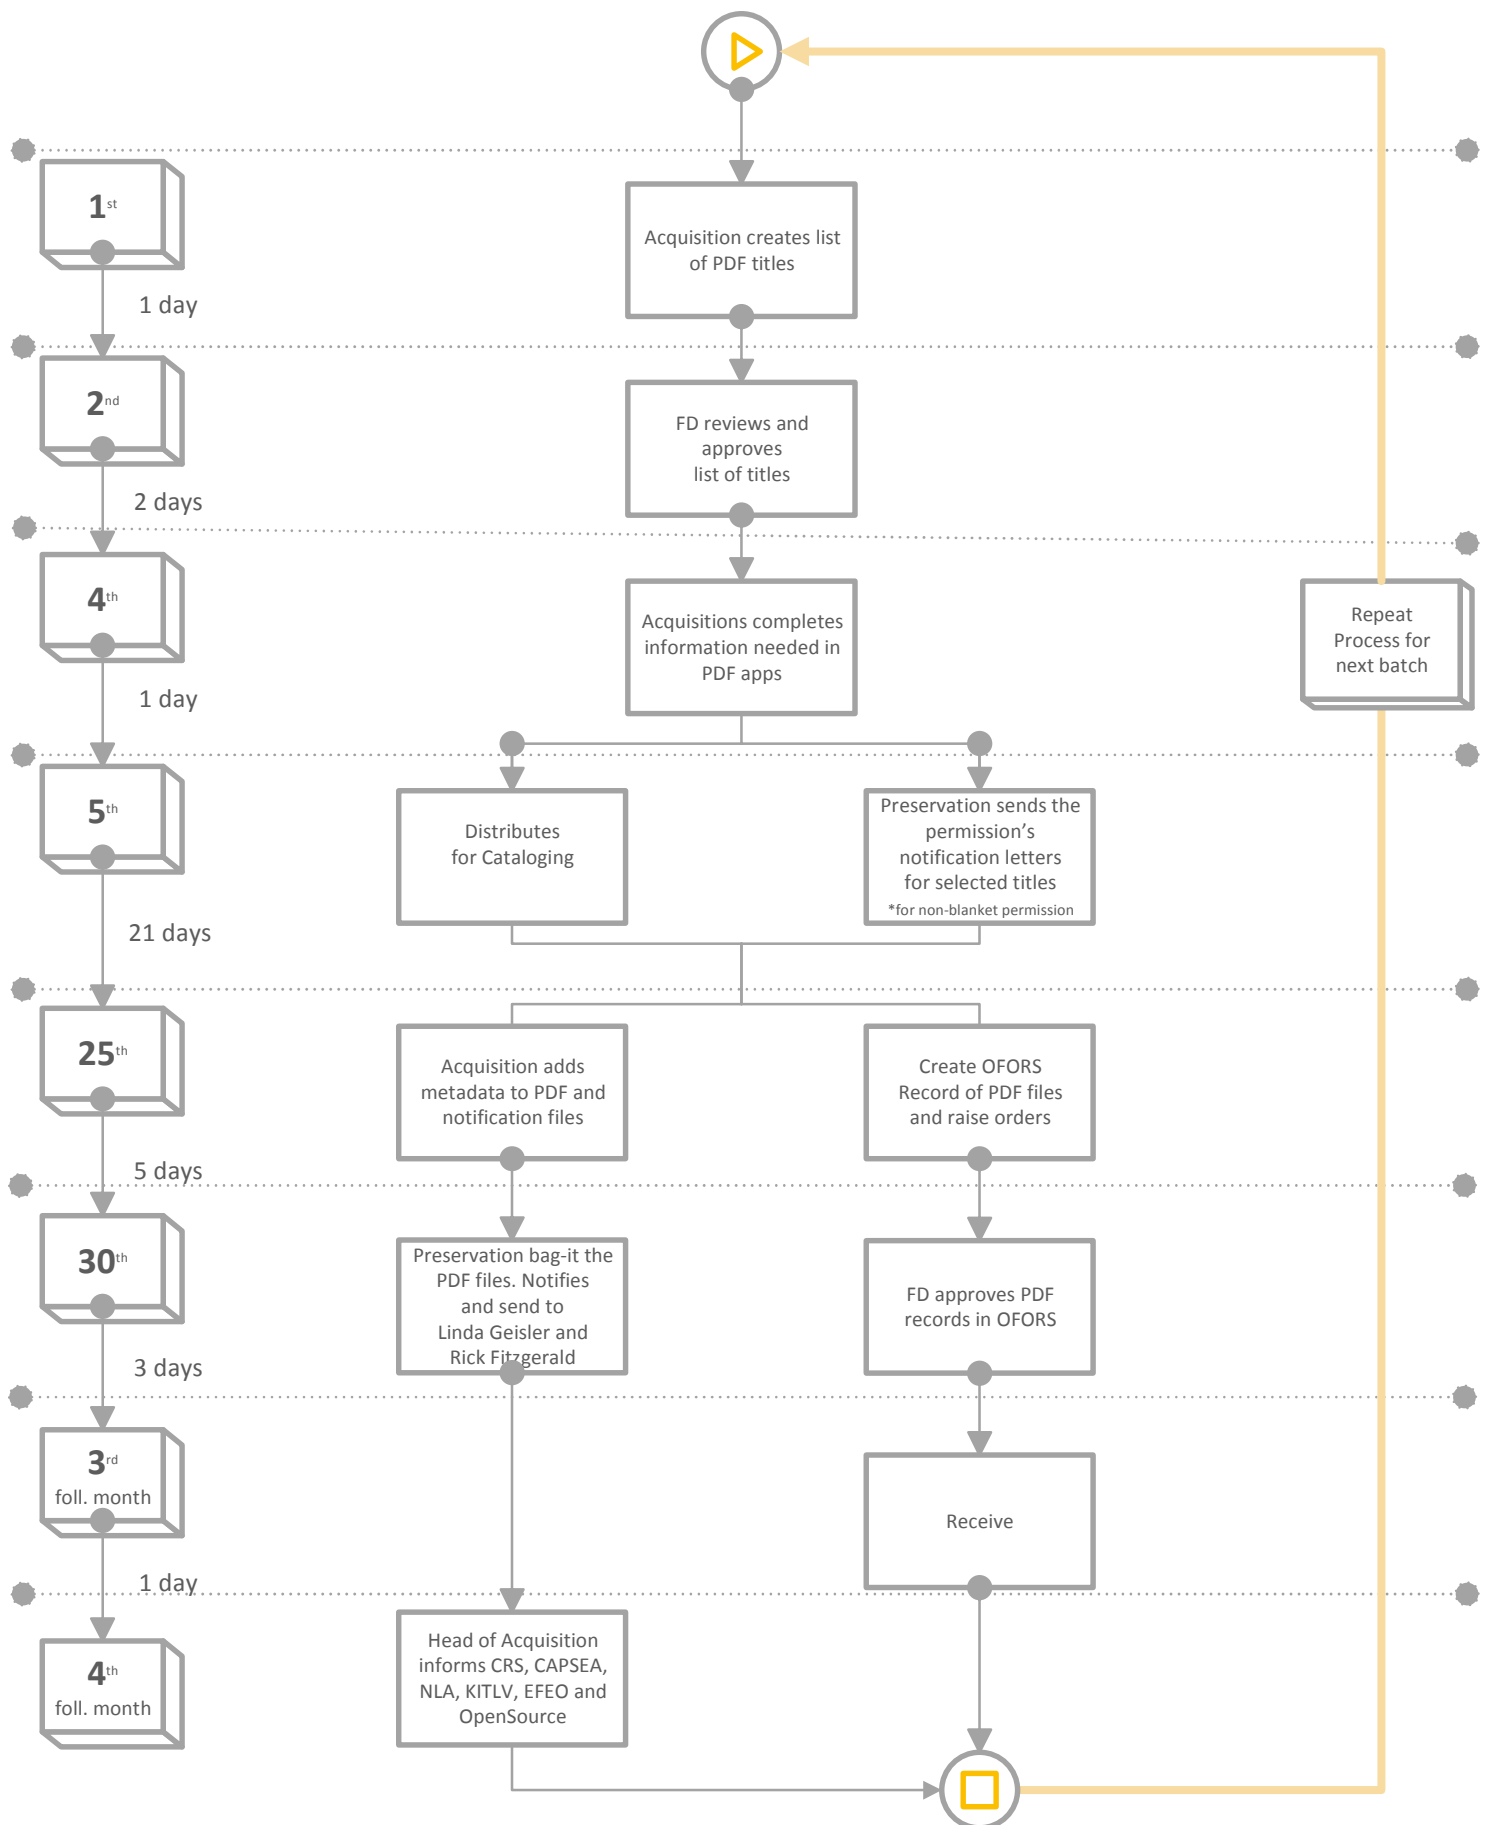 1st
Acquisition creates list
of PDF titles
1 day
2nd
FD reviews and
approves
list of titles
2 days
4th
Acquisitions completes
information needed in
PDF apps
Repeat
Process for
next batch
1 day
5th
Distributes
for Cataloging
Preservation sends the
permission’s
notification letters
for selected titles
*for non-blanket permission
21 days
25th
Acquisition adds
metadata to PDF and
notification files
Create OFORS
Record of PDF files
and raise orders
5 days
30th
Preservation bag-it the
PDF files. Notifies
and send to
Linda Geisler and
Rick Fitzgerald
FD approves PDF
records in OFORS
3 days
3rd
foll. month
Receive
1 day
4th
foll. month
Head of Acquisition
informs CRS, CAPSEA,
NLA, KITLV, EFEO and
OpenSource